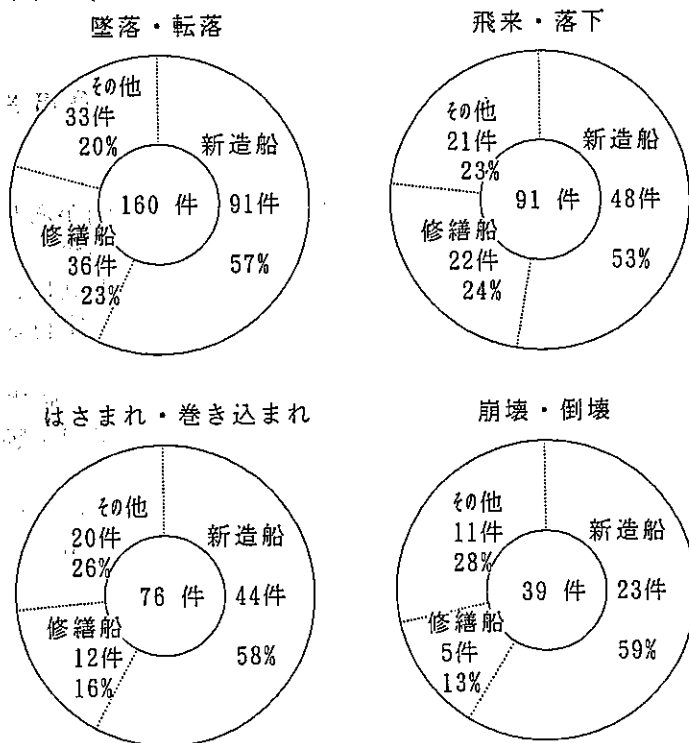 墜落・転落
その他
33件
20%
新造船
160 件
91件
57%
修繕船
36件
23%
飛来・落下
その他
21件
23%
新造船
91 件
48件
53%
修繕船
22件
24%
はさまれ・巻き込まれ
その他
20件
26%
新造船
76 件
44件
58%
修繕船
12件
16%
崩壊・倒壊
その他
11件
28%
新造船
39 件
23件
59%
修繕船
5件
13%